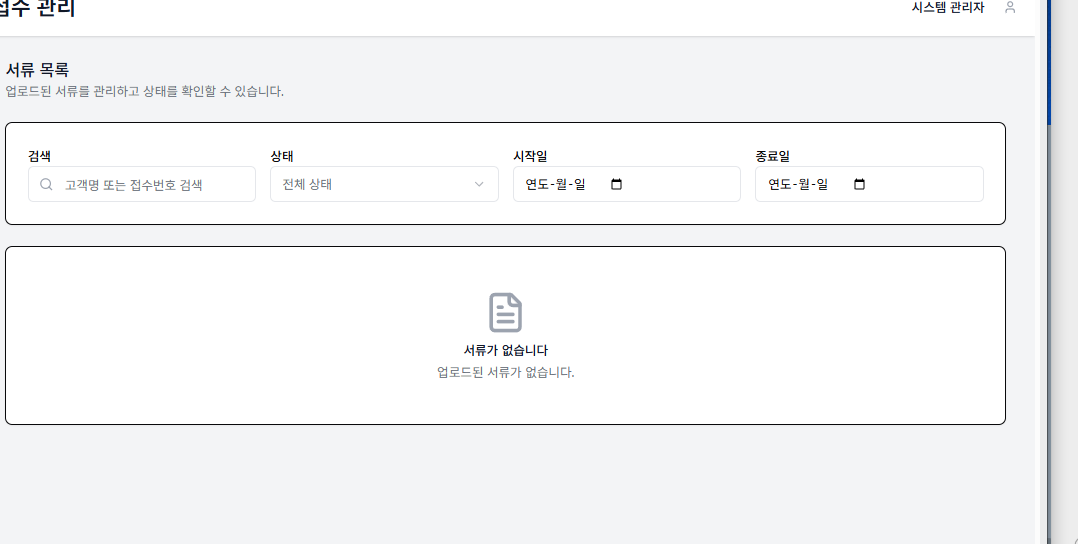 접수 관리
시스템 관리자
서류 목록
업로드된 서류를 관리하고 상태를 확인할 수 있습니다.
검색
상태
시작일
종료일
고객명 또는 접수번호 검색
전체 상태
연도-월-일
연도-월-일
서류가 없습니다
업로드된 서류가 없습니다.